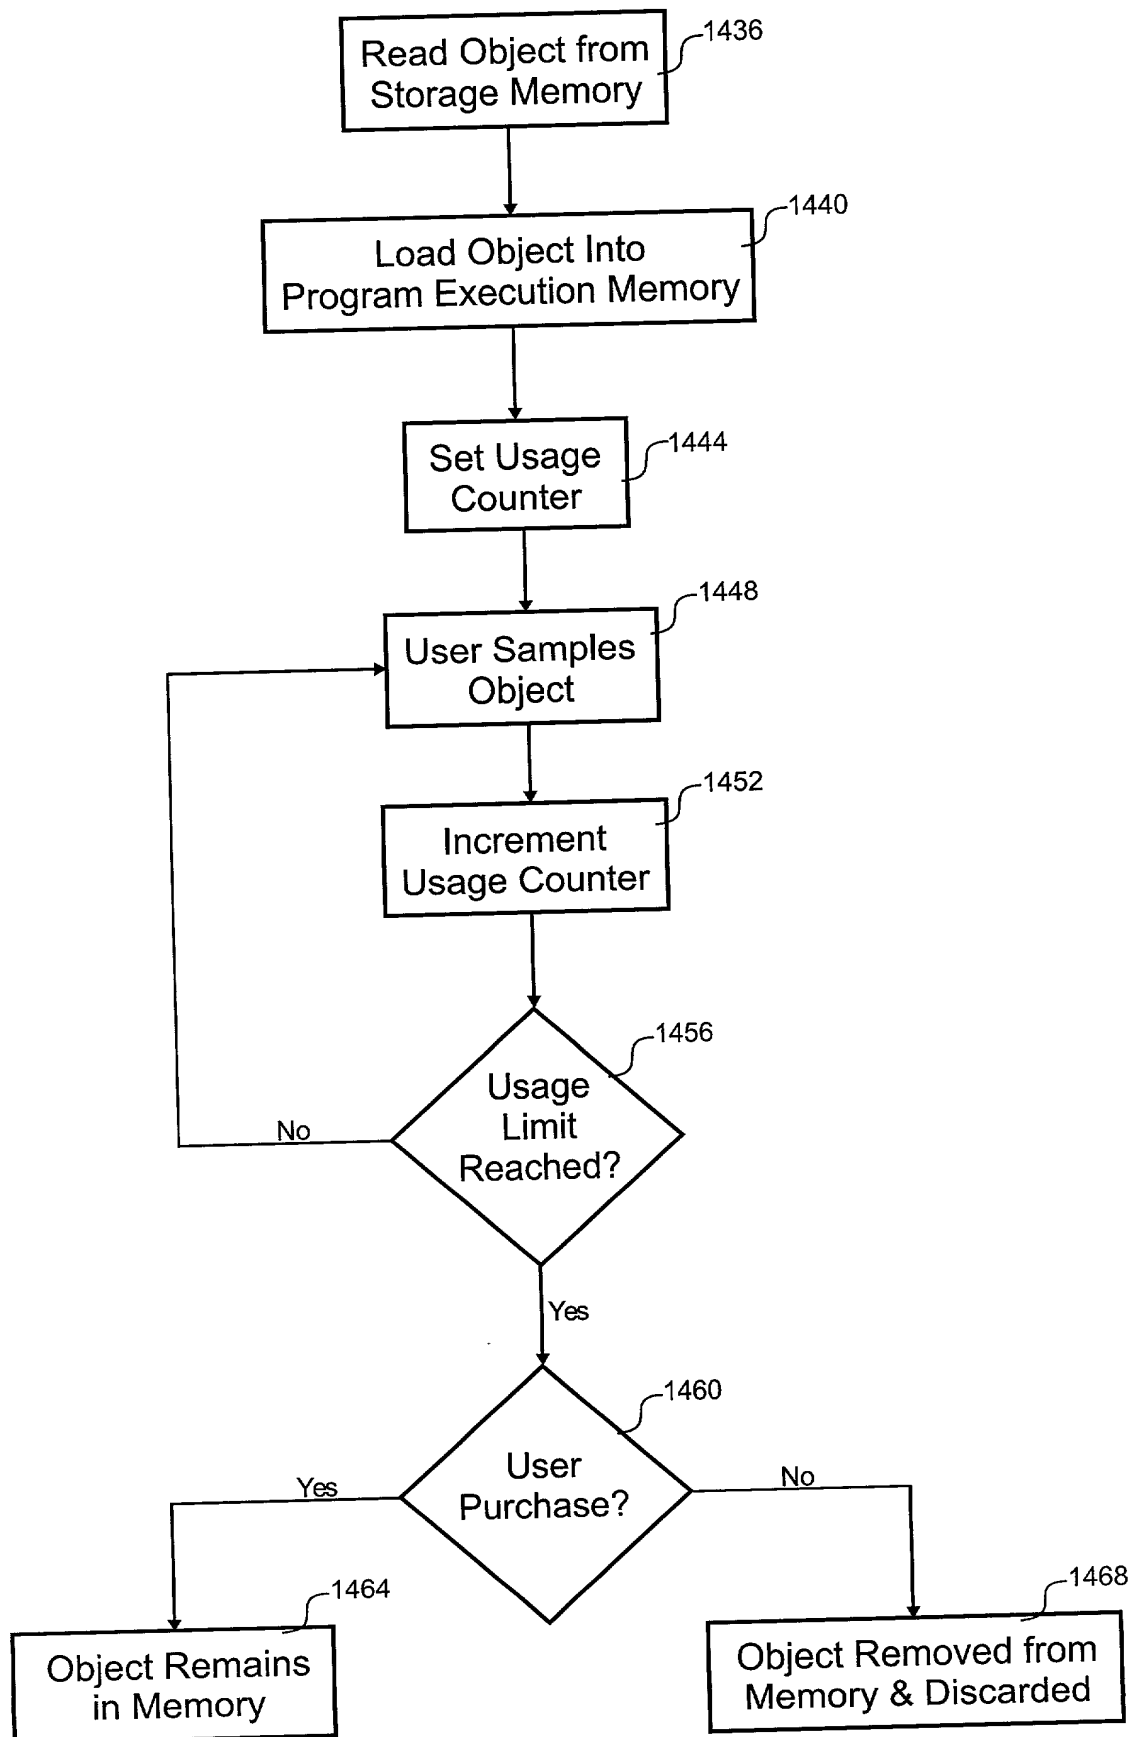 Read Object from
Storage Memory
1436
Load Object Into
Program Execution Memory
1440
Set Usage
Counter
1444
User Samples
Object
1448
Increment
Usage Counter
1452
Usage
Limit
Reached?
1456
No
Yes
User
Purchase?
1460
Yes
No
Object Remains
in Memory
1464
Object Removed from
Memory & Discarded
1468